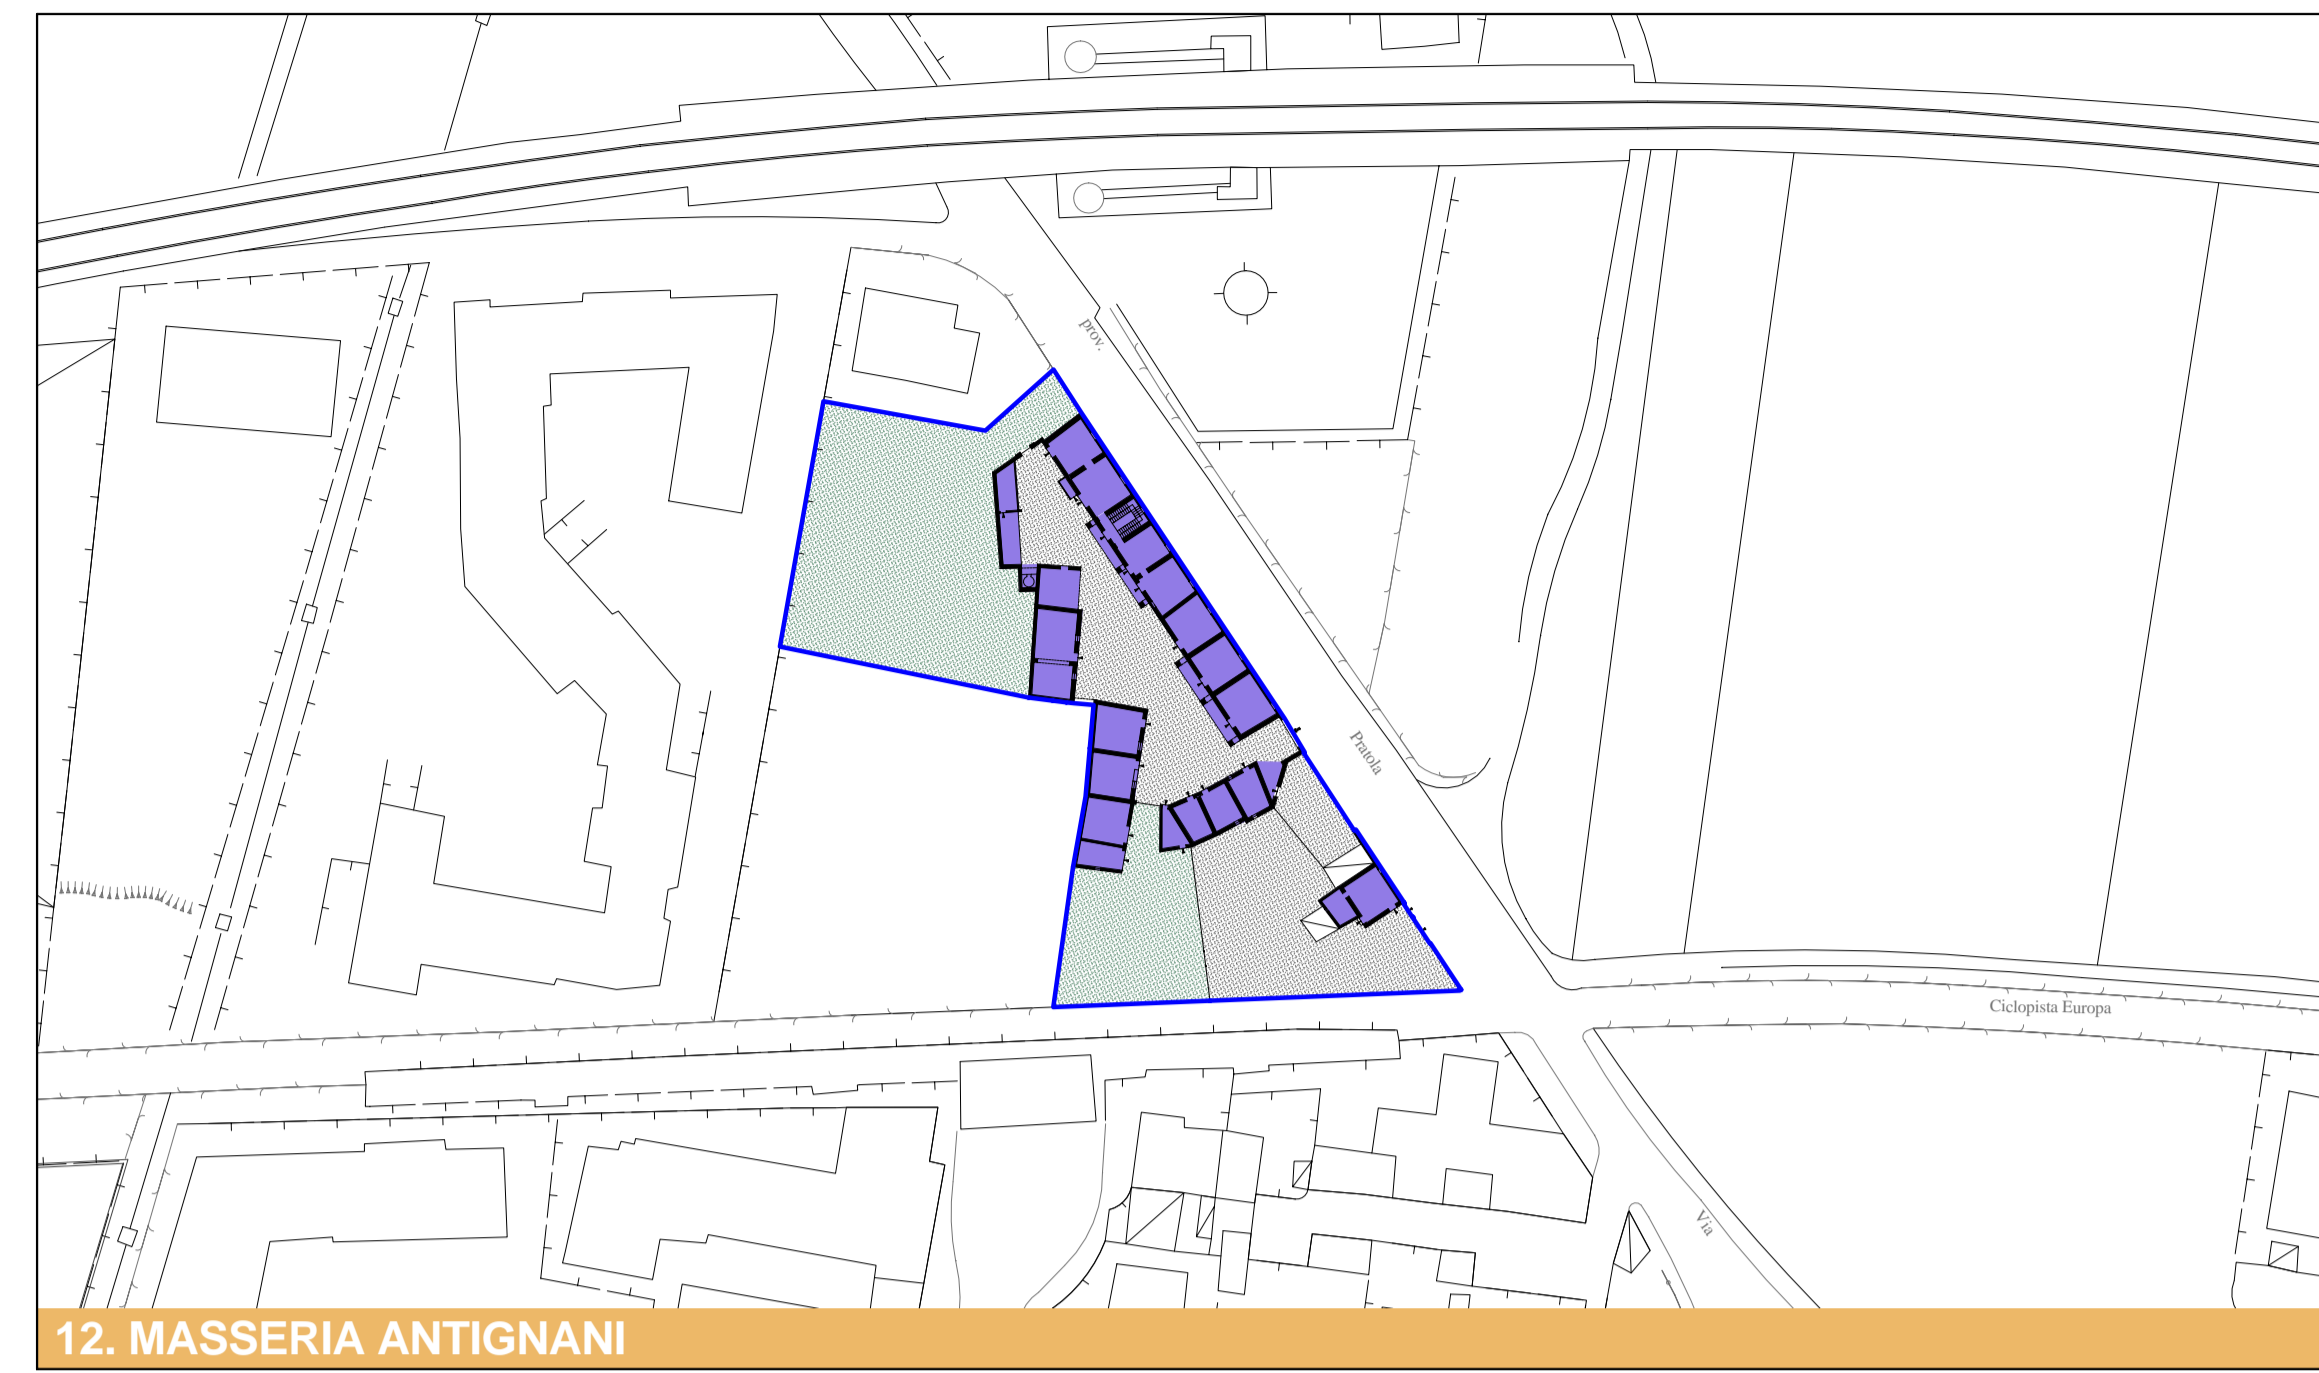 prov.
Pratola
Ciclopista Europa
Via
12. MASSERIA ANTIGNANI